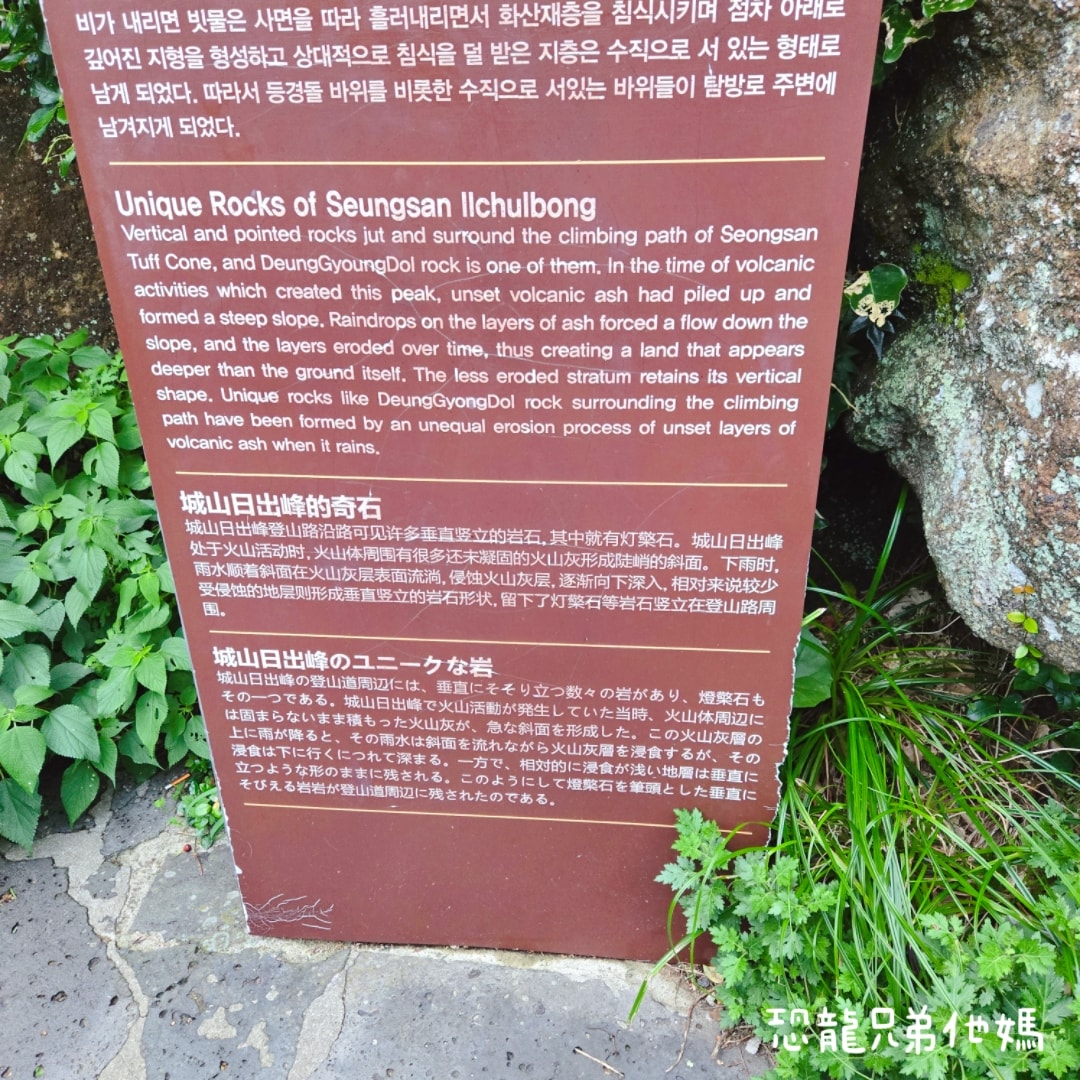 비가 내리면 빗물은 사면을 따라 흘러내리면서 화산재층을 침식시키며 점차 아래로
깊어진 지형을 형성하고 상대적으로 침식을 덜 받은 지층은 수직으로 서 있는 형태로
남게 되었다. 따라서 등경돌 바위를 비롯한 수직으로 서있는 바위들이 탐방로 주변에
남겨지게 되었다.
Unique Rocks of Seungsan Ilchulbong
Vertical and pointed rocks jut and surround the climbing path of Seongsan
Tuff Cone, and DeungGyoungDol rock is one of them. In the time of volcanic
activities which created this peak, unset volcanic ash had piled up and
formed a steep slope. Raindrops on the layers of ash forced a flow down the
slope, and the layers eroded over time, thus creating a land that appears
deeper than the ground itself. The less eroded stratum retains its vertical
shape. Unique rocks like DeungGyongDol rock surrounding the climbing
path have been formed by an unequal erosion process of unset layers of
volcanic ash when it rains.
城山日出峰的奇石
城山日出峰登山路沿路可见许多垂直竖立的岩石,其中就有灯檠石。城山日出峰
处于火山活动时,火山体周围有很多还未凝固的火山灰形成陡峭的斜面。下雨时,
雨水顺着斜面在火山灰层表面流淌,侵蚀火山灰层,逐渐向下深入,相对来说较少
受侵蚀的地层则形成垂直竖立的岩石形状,留下了灯檠石等岩石竖立在登山路周
围。
城山日出峰のユニークな岩
城山日出峰の登山道周辺には、垂直にそそり立つ数々の岩があり、燈檠石も
その一つである。城山日出峰で火山活動が発生していた当時、火山体周辺に
は固まらないまま積もった火山灰が、急な斜面を形成した。この火山灰層の
上に雨が降ると、その雨水は斜面を流れながら火山灰層を浸食するが、その
浸食は下に行くにつれて深まる。一方で、相対的に浸食が浅い地層は垂直に
立つような形のままに残される。このようにして燈檠石を筆頭とした垂直に
そびえる岩岩が登山道周辺に残されたのである。
恐龍兄弟他媽